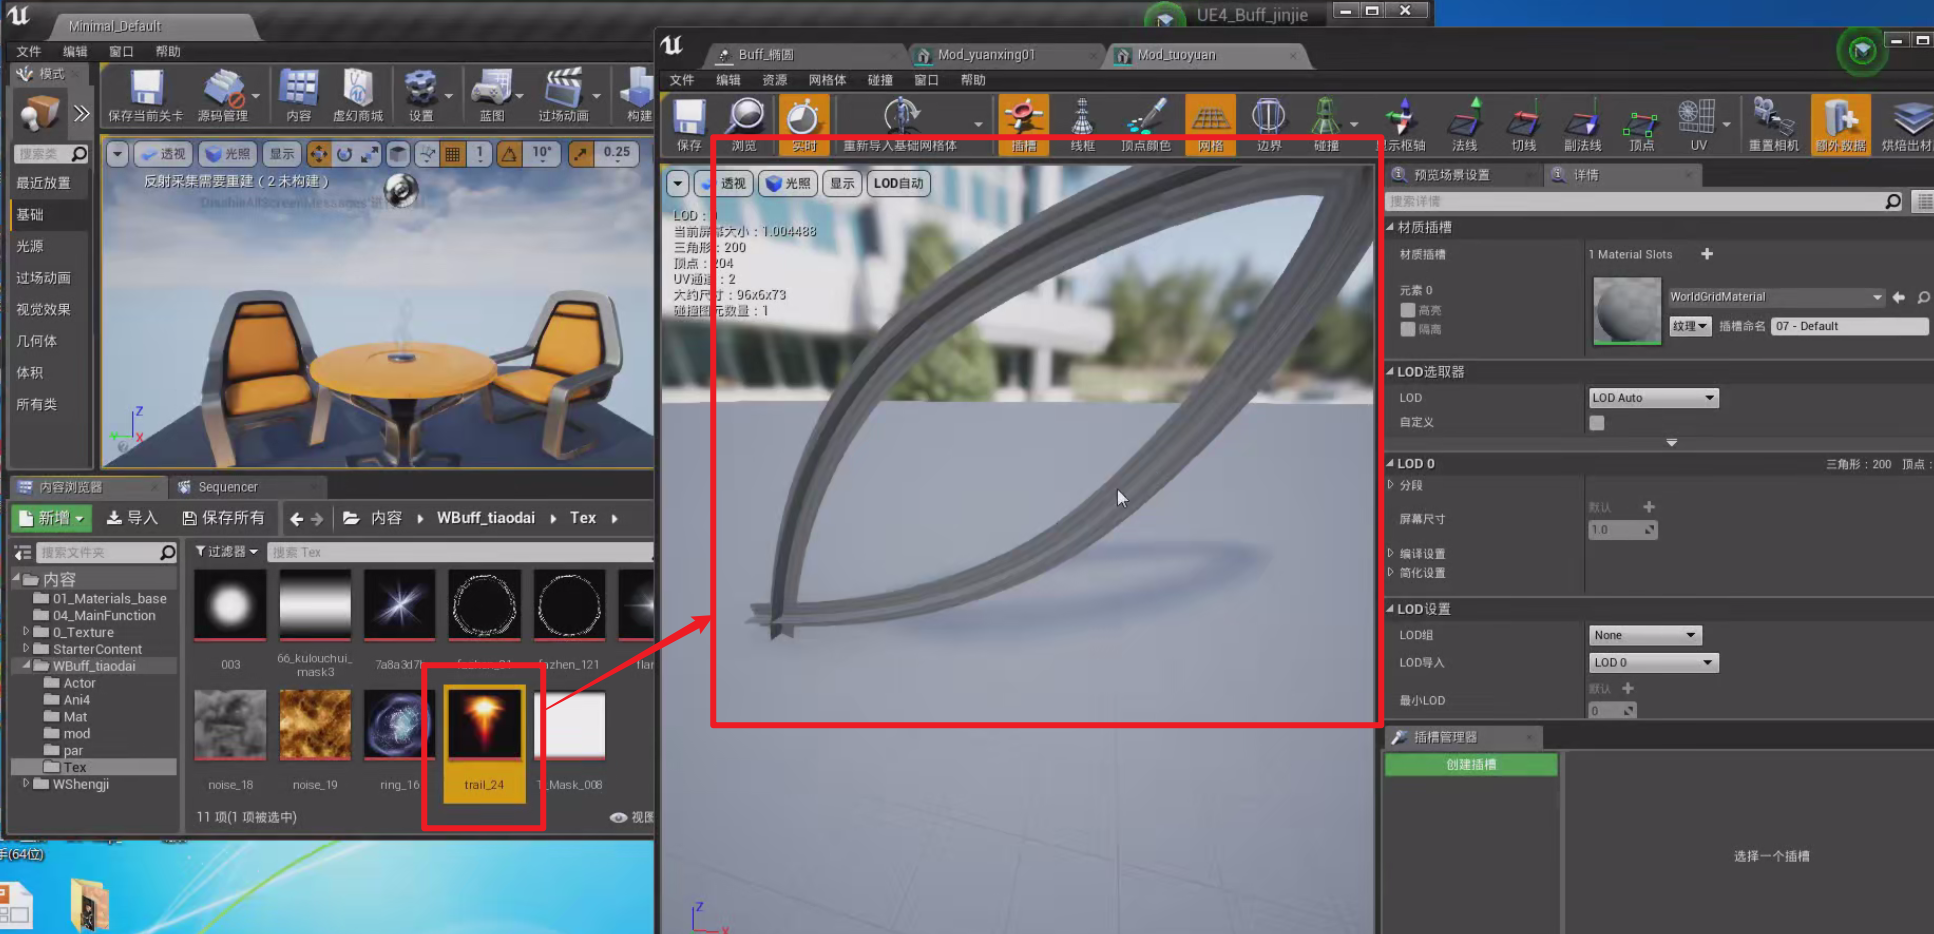 Minimal_Default
UE4_Buff_jinjie
文件 编辑 窗口 帮助
模式
保存当前关卡 源码管理 内容 虚幻商城 设置 蓝图 过场动画 构建
搜索类
透视 光照 显示 1 10° 0.25
最近放置
基础
光源
过场动画
视觉效果
几何体
体积
所有类
反射采集需要重建 ( 2 未构建 )
Z
Y X
Buff_椭圆 Mod_yuanxing01 Mod_tuoyuan
文件 编辑 资源 网格体 碰撞 窗口 帮助
保存 浏览 实时 重新导入基础网格体 插槽 线框 顶点颜色 网格 边界 碰撞 显示枢轴 法线 切线 副法线 顶点 UV 重置相机 额外数据 烘焙出材
透视 光照 显示 LOD自动
当前屏幕大小 : 1.004488
三角形 : 200
顶点 : 204
UV通道 : 2
大约尺寸 : 96x6x73
碰撞图元数量 : 1
Z
预览场景设置 详情
搜索详情
材质插槽
材质插槽 1 Material Slots
元素 0
高亮
隔离
WorldGridMaterial
纹理 插槽命名 07 - Default
LOD选取器
LOD LOD Auto
自定义
LOD 0 三角形 : 200 顶点 :
分段
默认
屏幕尺寸 1.0
编译设置
简化设置
LOD设置
LOD组 None
LOD导入 LOD 0
默认
最小LOD 0
插槽管理器
创建插槽
选择一个插槽
内容浏览器 Sequencer
新增 导入 保存所有 内容 WBuff_tiaodai Tex
搜索文件夹
过滤器 搜索 Tex
内容
01_Materials_base
04_MainFunction
0_Texture
StarterContent
WBuff_tiaodai
Actor
Ani4
Mat
mod
par
Tex
WShengji
003 66_kulouchui_mask3
noise_18 noise_19 ring_16 trail_24
11 项(1 项被选中) 视图
手(64位)